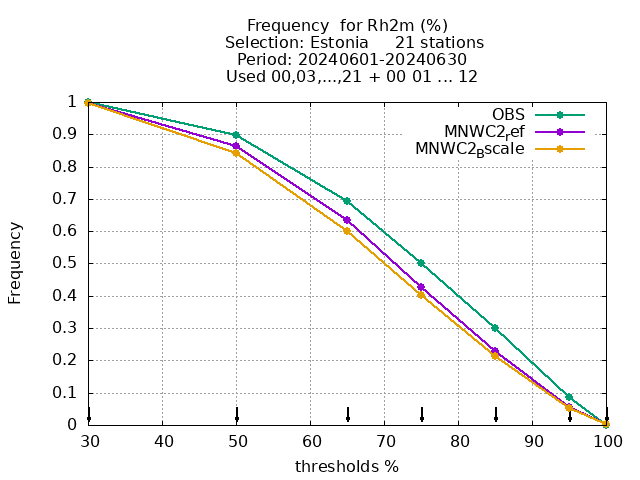 Frequency  for Rh2m (%)
Selection: Estonia     21 stations
Period: 20240601-20240630
Used 00,03,...,21 + 00 01 ... 12
OBS
MNWC2ref
MNWC2Bscale
1
0.9
0.8
0.7
0.6
0.5
0.4
0.3
0.2
0.1
0
Frequency
30 40 50 60 70 80 90 100
thresholds %